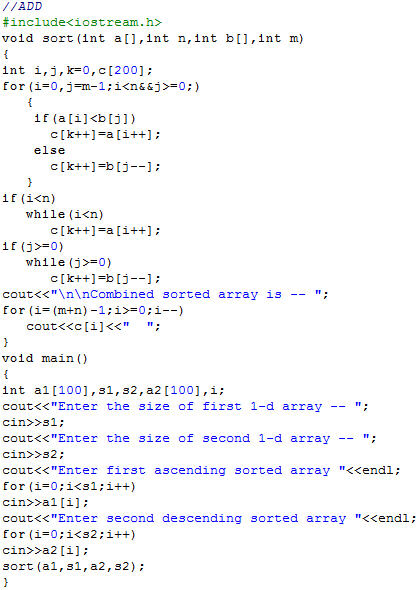 //ADD
#include<iostream.h>
void sort(int a[],int n,int b[],int m)
{
int i,j,k=0,c[200];
for(i=0,j=m-1;i<n&&j>=0;)
{
if(a[i]<b[j])
c[k++]=a[i++];
else
c[k++]=b[j--];
}
if(i<n)
while(i<n)
c[k++]=a[i++];
if(j>=0)
while(j>=0)
c[k++]=b[j--];
cout<<"\n\nCombined sorted array is -- ";
for(i=(m+n)-1;i>=0;i--)
cout<<c[i]<<"  ";
}
void main()
{
int a1[100],s1,s2,a2[100],i;
cout<<"Enter the size of first 1-d array -- ";
cin>>s1;
cout<<"Enter the size of second 1-d array -- ";
cin>>s2;
cout<<"Enter first ascending sorted array "<<endl;
for(i=0;i<s1;i++)
cin>>a1[i];
cout<<"Enter second descending sorted array "<<endl;
for(i=0;i<s2;i++)
cin>>a2[i];
sort(a1,s1,a2,s2);
}